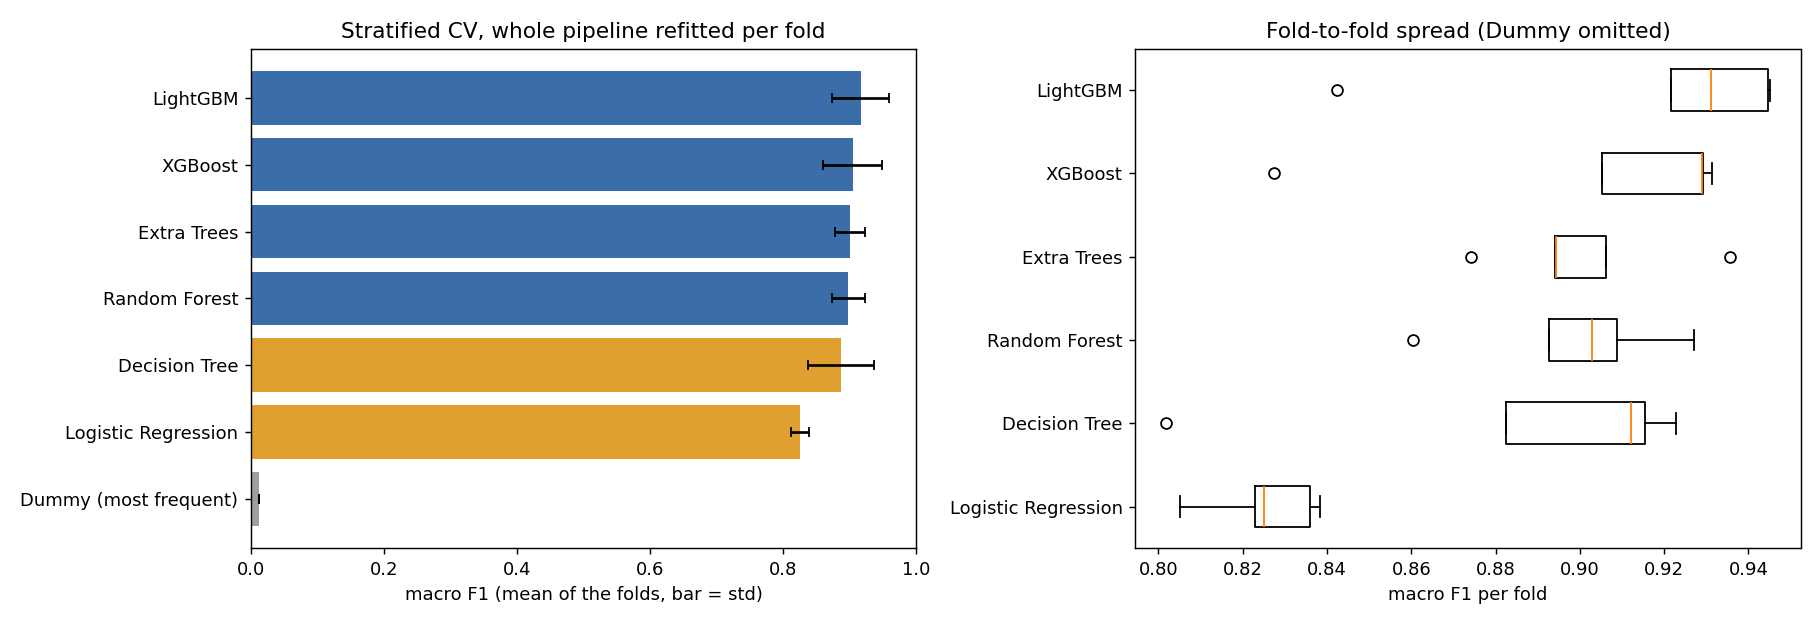 Stratified CV, whole pipeline refitted per fold
LightGBM
XGBoost
Extra Trees
Random Forest
Decision Tree
Logistic Regression
Dummy (most frequent)
0.0 0.2 0.4 0.6 0.8 1.0
macro F1 (mean of the folds, bar = std)
Fold-to-fold spread (Dummy omitted)
LightGBM
XGBoost
Extra Trees
Random Forest
Decision Tree
Logistic Regression
0.80 0.82 0.84 0.86 0.88 0.90 0.92 0.94
macro F1 per fold